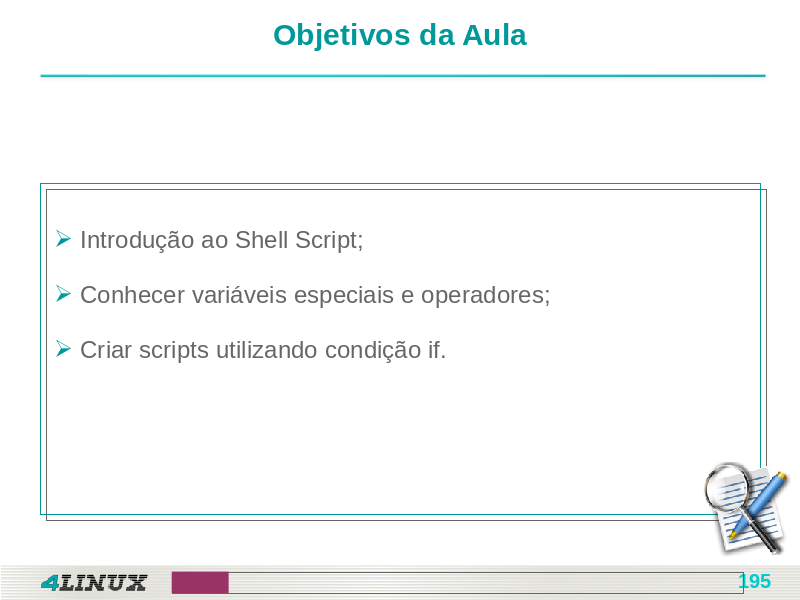 Objetivos da Aula
Introdução ao Shell Script;
Conhecer variáveis especiais e operadores;
Criar scripts utilizando condição if.
4LINUX
195